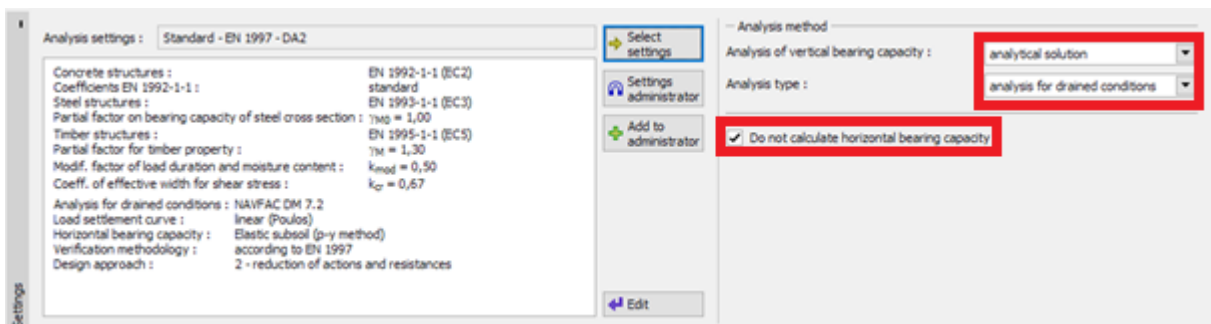 Analysis settings : Standard - EN 1997 - DA2
Concrete structures : EN 1992-1-1 (EC2)
Coefficients EN 1992-1-1 : standard
Steel structures : EN 1993-1-1 (EC3)
Partial factor on bearing capacity of steel cross section : γM0 = 1,00
Timber structures : EN 1995-1-1 (EC5)
Partial factor for timber property : γM = 1,30
Modif. factor of load duration and moisture content : kmod = 0,50
Coeff. of effective width for shear stress : kcr = 0,67
Analysis for drained conditions : NAVFAC DM 7.2
Load settlement curve : linear (Poulos)
Horizontal bearing capacity : Elastic subsoil (p-y method)
Verification methodology : according to EN 1997
Design approach : 2 - reduction of actions and resistances
Select
settings
Settings
administrator
Add to
administrator
Edit
Analysis method
Analysis of vertical bearing capacity : analytical solution
Analysis type : analysis for drained conditions
Do not calculate horizontal bearing capacity
Settings